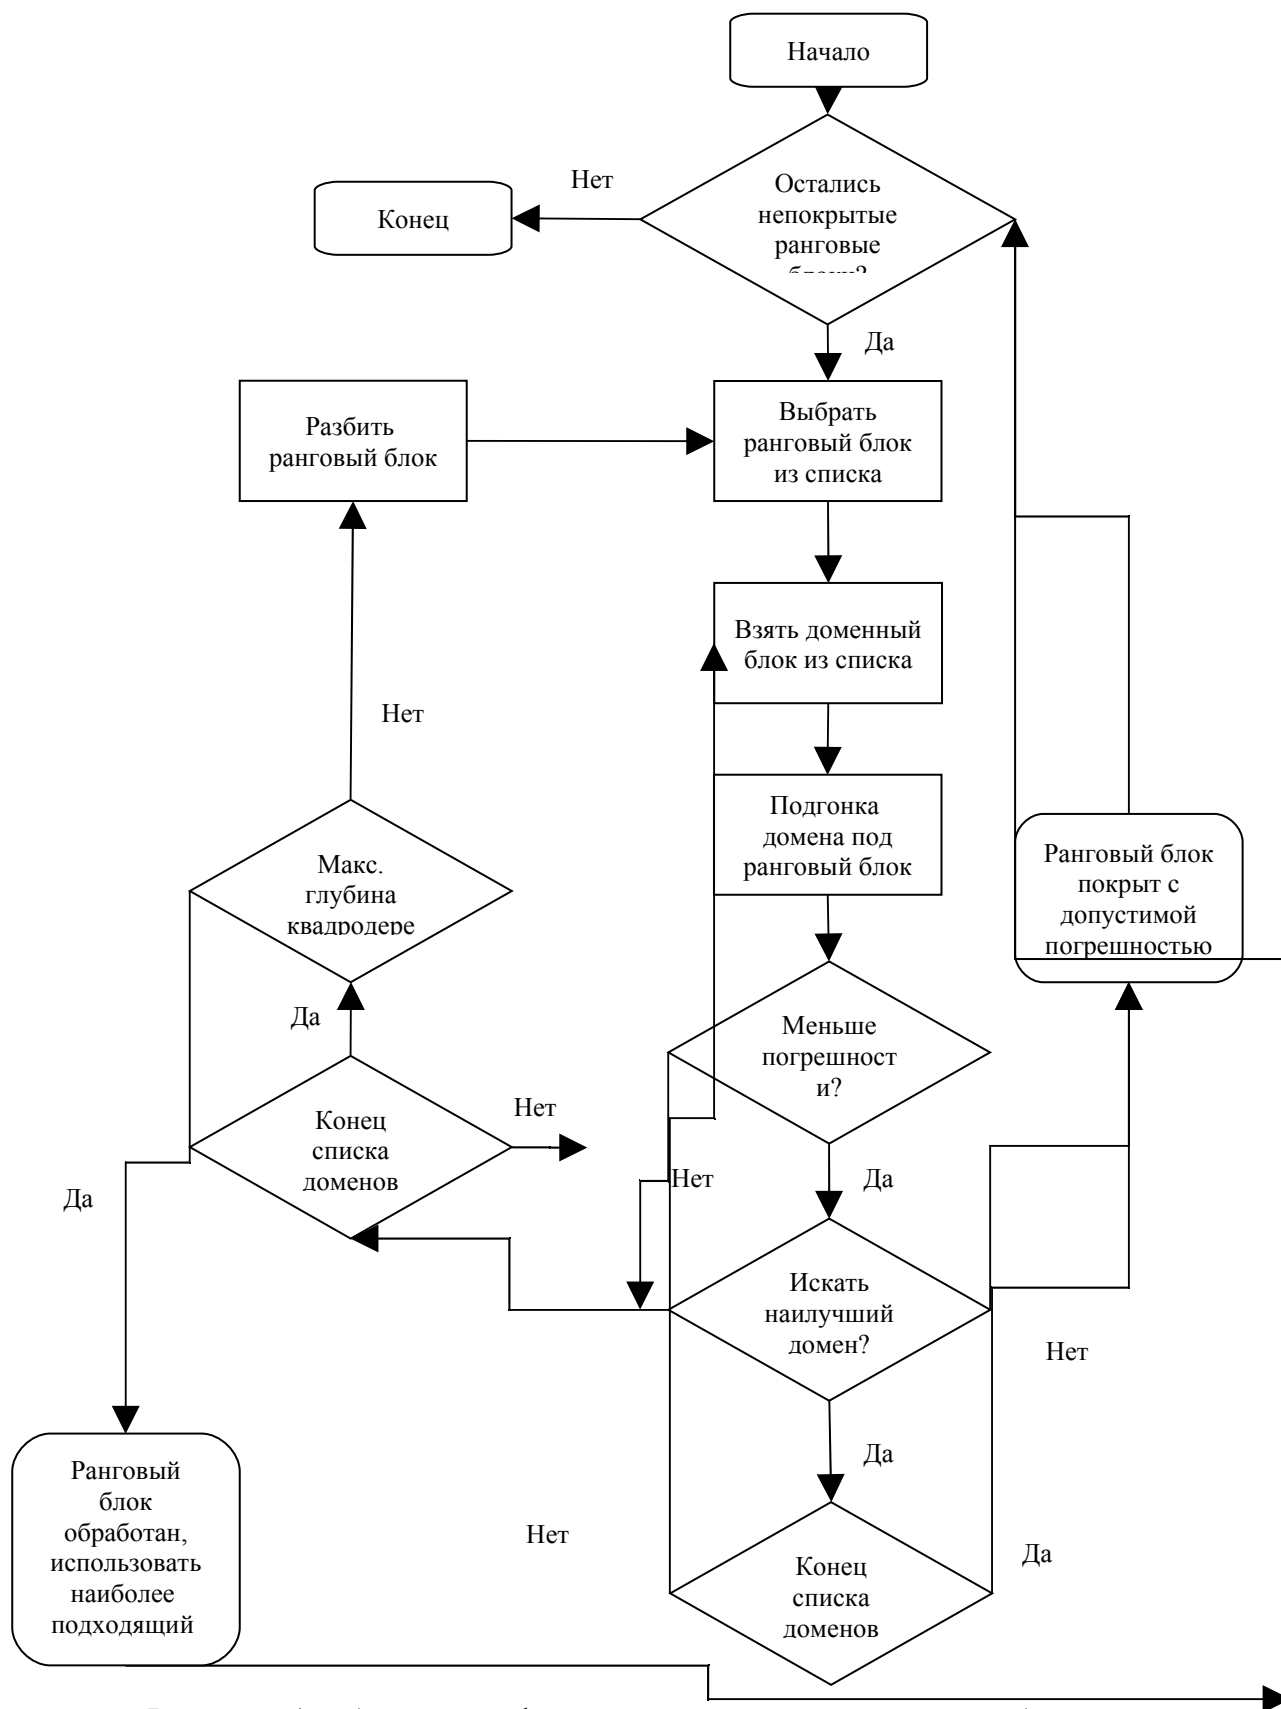 Начало
Нет
Конец
Остались
непокрытые
ранговые
блоки?
Да
Разбить
ранговый блок
Выбрать
ранговый блок
из списка
Взять доменный
блок из списка
Нет
Подгонка
домена под
ранговый блок
Макс.
глубина
квадродере
Ранговый блок
покрыт с
допустимой
погрешностью
Да
Меньше
погрешност
и?
Конец
списка
доменов
Нет
Да
Нет
Да
Искать
наилучший
домен?
Нет
Да
Ранговый
блок
обработан,
использовать
наиболее
подходящий
Нет
Да
Конец
списка
доменов